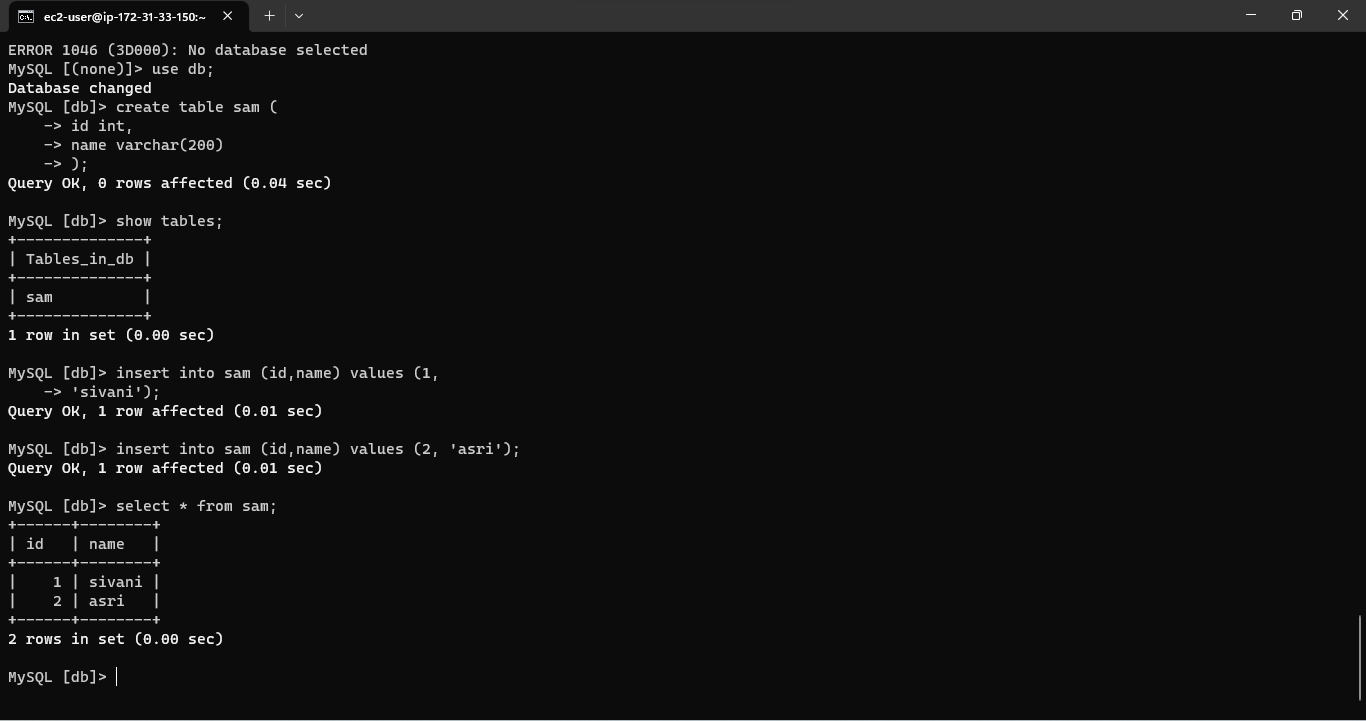 ec2-user@ip-172-31-33-150:~
ERROR 1046 (3D000): No database selected
MySQL [(none)]> use db;
Database changed
MySQL [db]> create table sam (
    -> id int,
    -> name varchar(200)
    -> );
Query OK, 0 rows affected (0.04 sec)

MySQL [db]> show tables;
+--------------+
| Tables_in_db |
+--------------+
| sam          |
+--------------+
1 row in set (0.00 sec)

MySQL [db]> insert into sam (id,name) values (1,
    -> 'sivani');
Query OK, 1 row affected (0.01 sec)

MySQL [db]> insert into sam (id,name) values (2, 'asri');
Query OK, 1 row affected (0.01 sec)

MySQL [db]> select * from sam;
+------+--------+
| id   | name   |
+------+--------+
|    1 | sivani |
|    2 | asri   |
+------+--------+
2 rows in set (0.00 sec)

MySQL [db]>